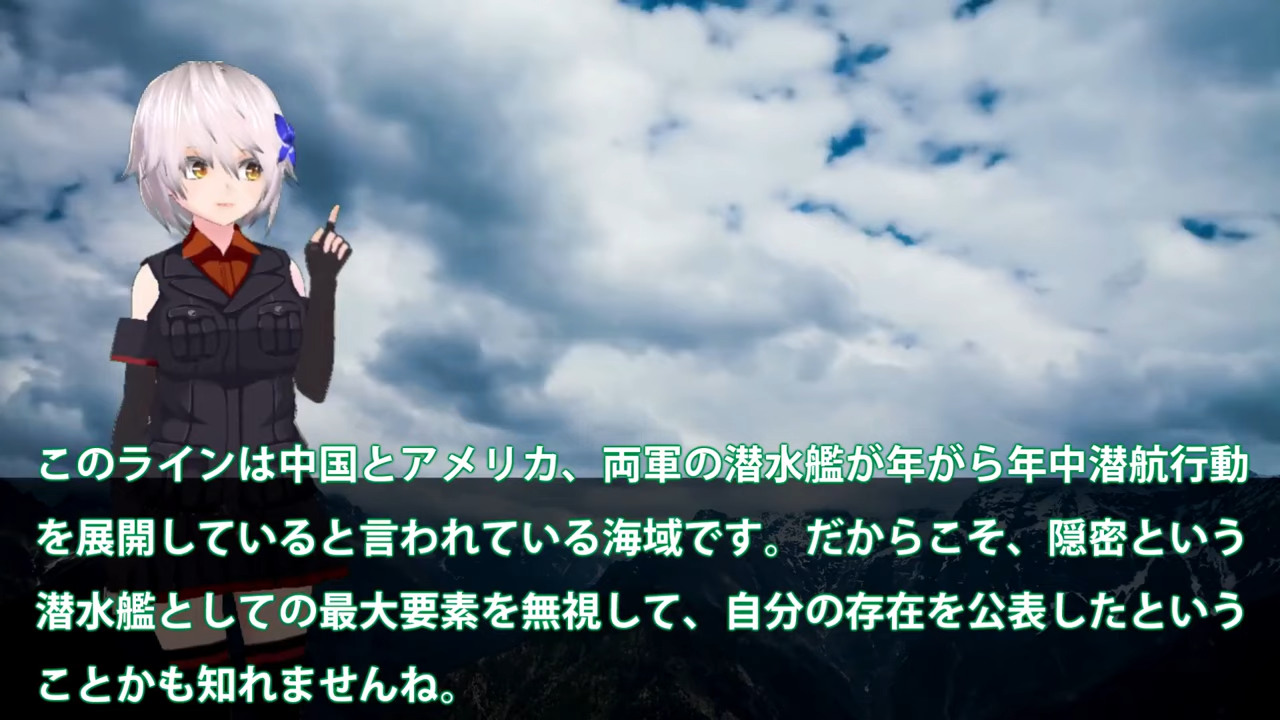 このラインは中国とアメリカ、両軍の潜水艦が年がら年中潜航行動
を展開していると言われている海域です。だからこそ、隠密という
潜水艦としての最大要素を無視して、自分の存在を公表したという
ことかも知れませんね。